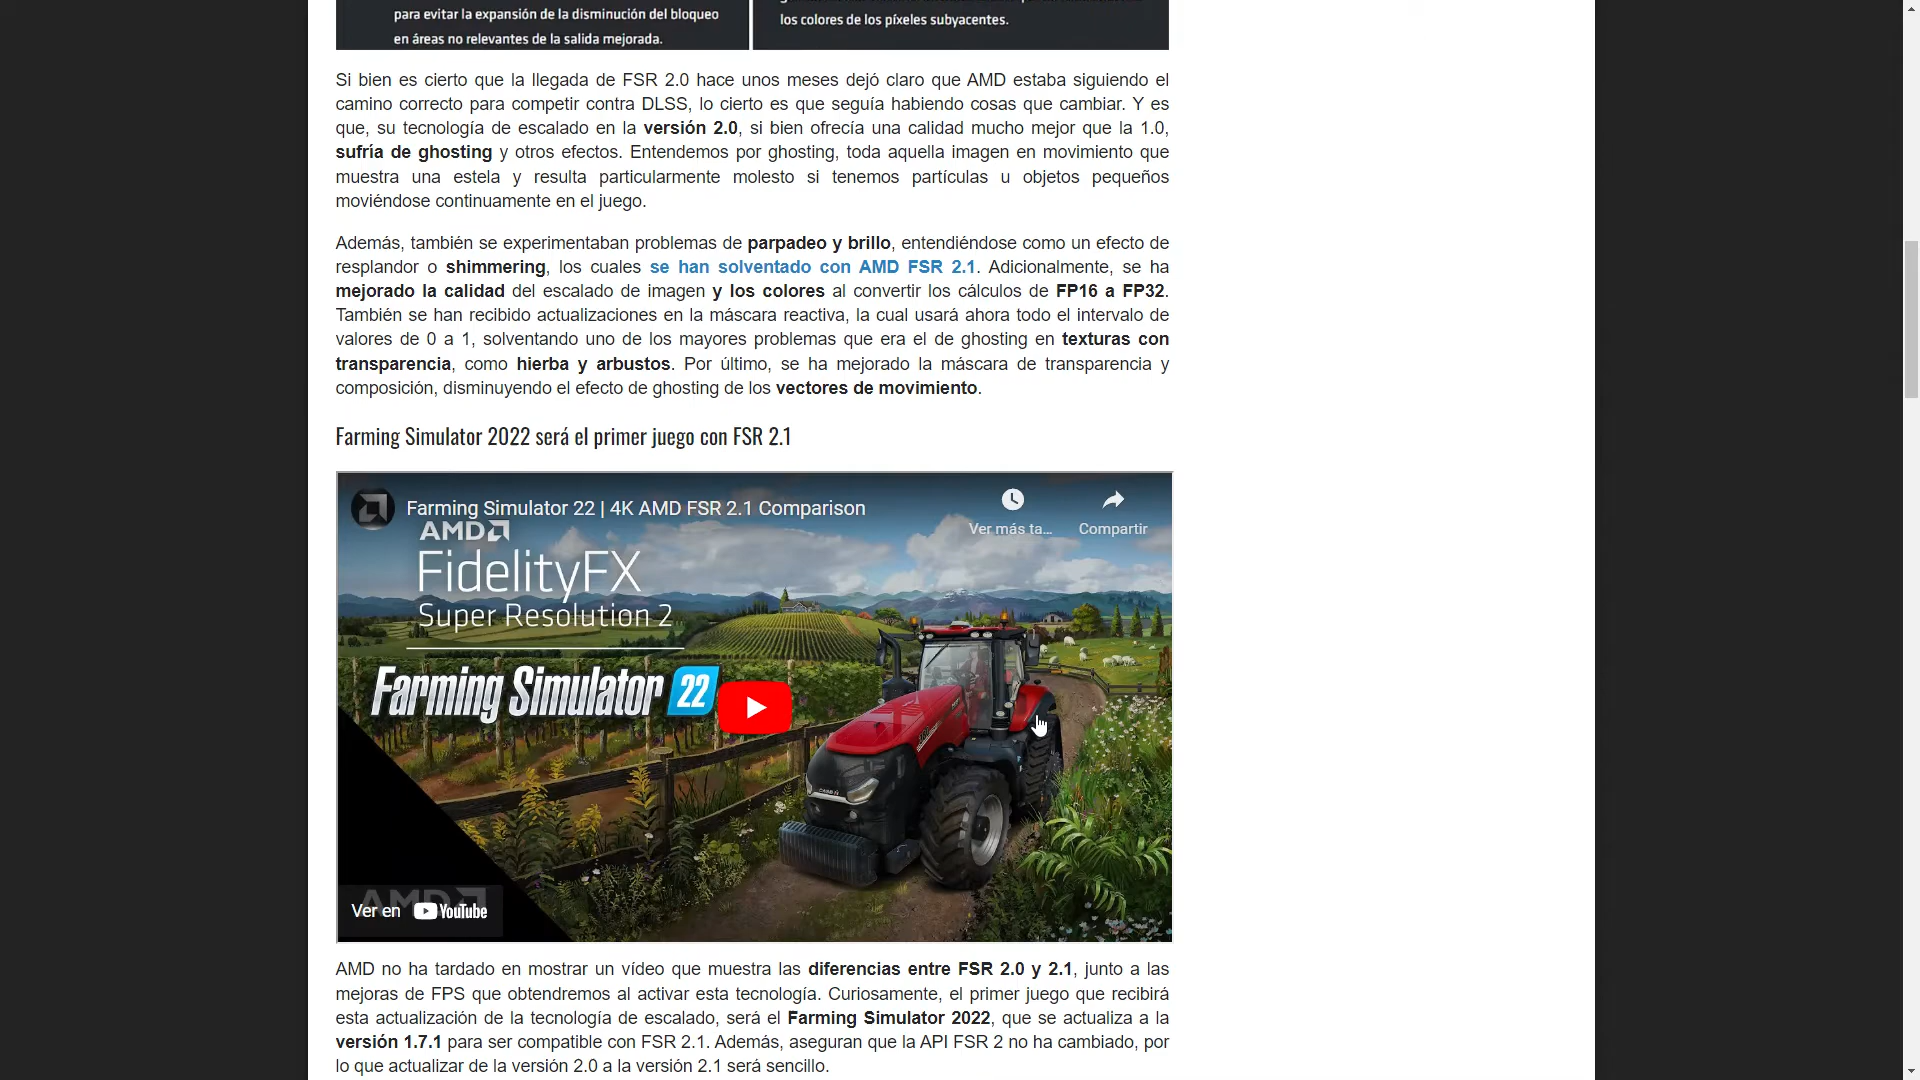 para evitar la expansión de la disminución del bloqueo
en áreas no relevantes de la salida mejorada.
los colores de los píxeles subyacentes.
Si bien es cierto que la llegada de FSR 2.0 hace unos meses dejó claro que AMD estaba siguiendo el
camino correcto para competir contra DLSS, lo cierto es que seguía habiendo cosas que cambiar. Y es
que, su tecnología de escalado en la versión 2.0, si bien ofrecía una calidad mucho mejor que la 1.0,
sufría de ghosting y otros efectos. Entendemos por ghosting, toda aquella imagen en movimiento que
muestra una estela y resulta particularmente molesto si tenemos partículas u objetos pequeños
moviéndose continuamente en el juego.
Además, también se experimentaban problemas de parpadeo y brillo, entendiéndose como un efecto de
resplandor o shimmering, los cuales se han solventado con AMD FSR 2.1. Adicionalmente, se ha
mejorado la calidad del escalado de imagen y los colores al convertir los cálculos de FP16 a FP32.
También se han recibido actualizaciones en la máscara reactiva, la cual usará ahora todo el intervalo de
valores de 0 a 1, solventando uno de los mayores problemas que era el de ghosting en texturas con
transparencia, como hierba y arbustos. Por último, se ha mejorado la máscara de transparencia y
composición, disminuyendo el efecto de ghosting de los vectores de movimiento.
Farming Simulator 2022 será el primer juego con FSR 2.1
Farming Simulator 22 | 4K AMD FSR 2.1 Comparison
Ver más ta...
Compartir
AMD
FidelityFX
Super Resolution 2
Farming Simulator 22
CASE IH
AMD
Ver en YouTube
AMD no ha tardado en mostrar un vídeo que muestra las diferencias entre FSR 2.0 y 2.1, junto a las
mejoras de FPS que obtendremos al activar esta tecnología. Curiosamente, el primer juego que recibirá
esta actualización de la tecnología de escalado, será el Farming Simulator 2022, que se actualiza a la
versión 1.7.1 para ser compatible con FSR 2.1. Además, aseguran que la API FSR 2 no ha cambiado, por
lo que actualizar de la versión 2.0 a la versión 2.1 será sencillo.